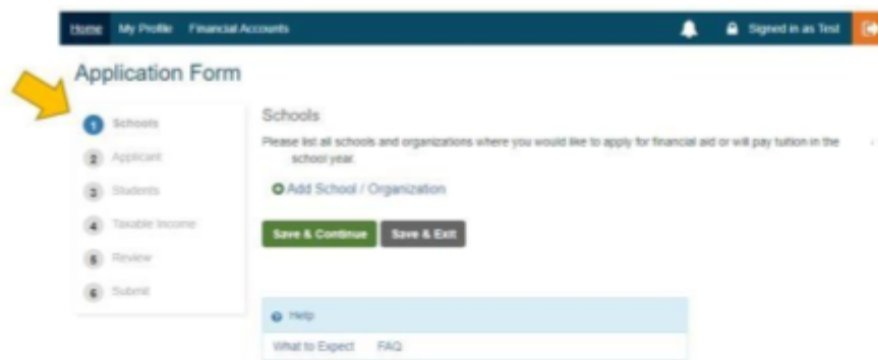 Home My Profile Financial Accounts Signed in as Test
Application Form
1 Schools
2 Applicant
3 Students
4 Taxable Income
5 Review
6 Submit
Schools
Please list all schools and organizations where you would like to apply for financial aid or will pay tuition in the
school year.
Add School / Organization
Save & Continue Save & Exit
Help
What to Expect FAQ